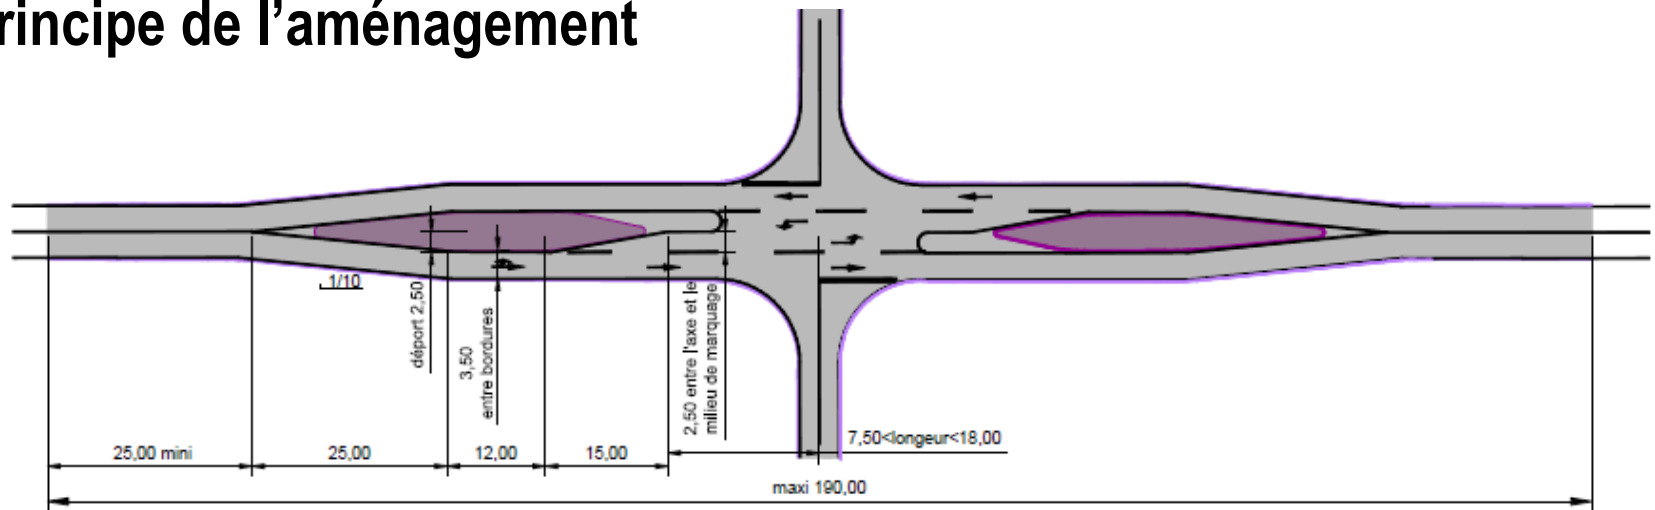 rincipe de l’aménagement
1/10
déport 2,50
3,50
entre bordures
2,50 entre l'axe et le
milieu de marquage
7,50<longeur<18,00
25,00 mini
25,00
12,00
15,00
maxi 190,00